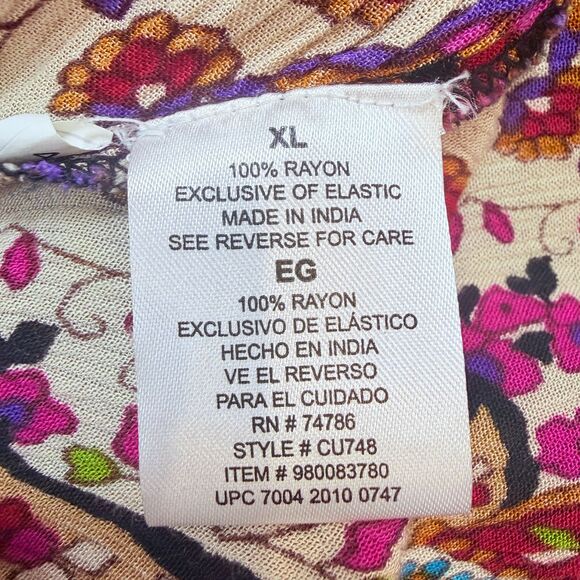 XL
100% RAYON
EXCLUSIVE OF ELASTIC
MADE IN INDIA
SEE REVERSE FOR CARE
EG
100% RAYON
EXCLUSIVO DE ELÁSTICO
HECHO EN INDIA
VE EL REVERSO
PARA EL CUIDADO
RN # 74786
STYLE # CU748
ITEM # 980083780
UPC 7004 2010 0747